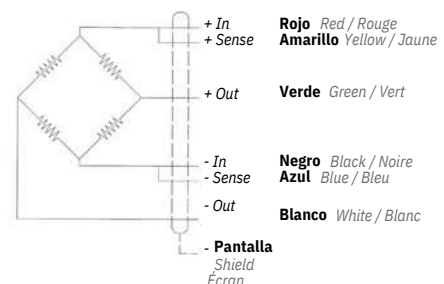 + In Rojo Red / Rouge
+ Sense Amarillo Yellow / Jaune
+ Out Verde Green / Vert
- In Negro Black / Noire
- Sense Azul Blue / Bleu
- Out Blanco White / Blanc
- Pantalla
Shield
Écran